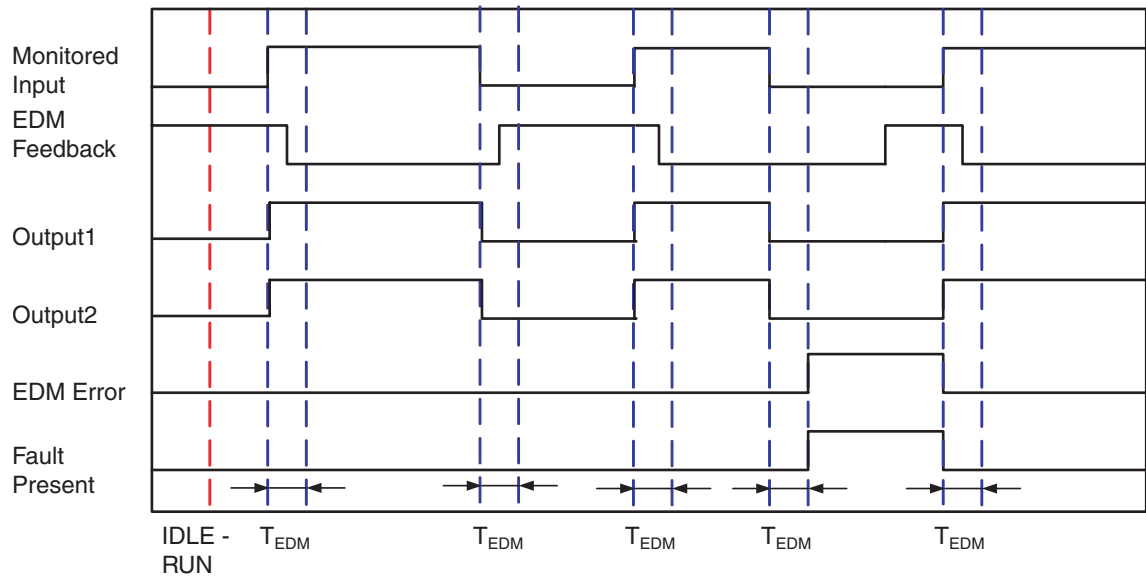 Monitored
Input
EDM
Feedback
Output1
Output2
EDM Error
Fault
Present
IDLE -
RUN
TEDM
TEDM
TEDM
TEDM
TEDM